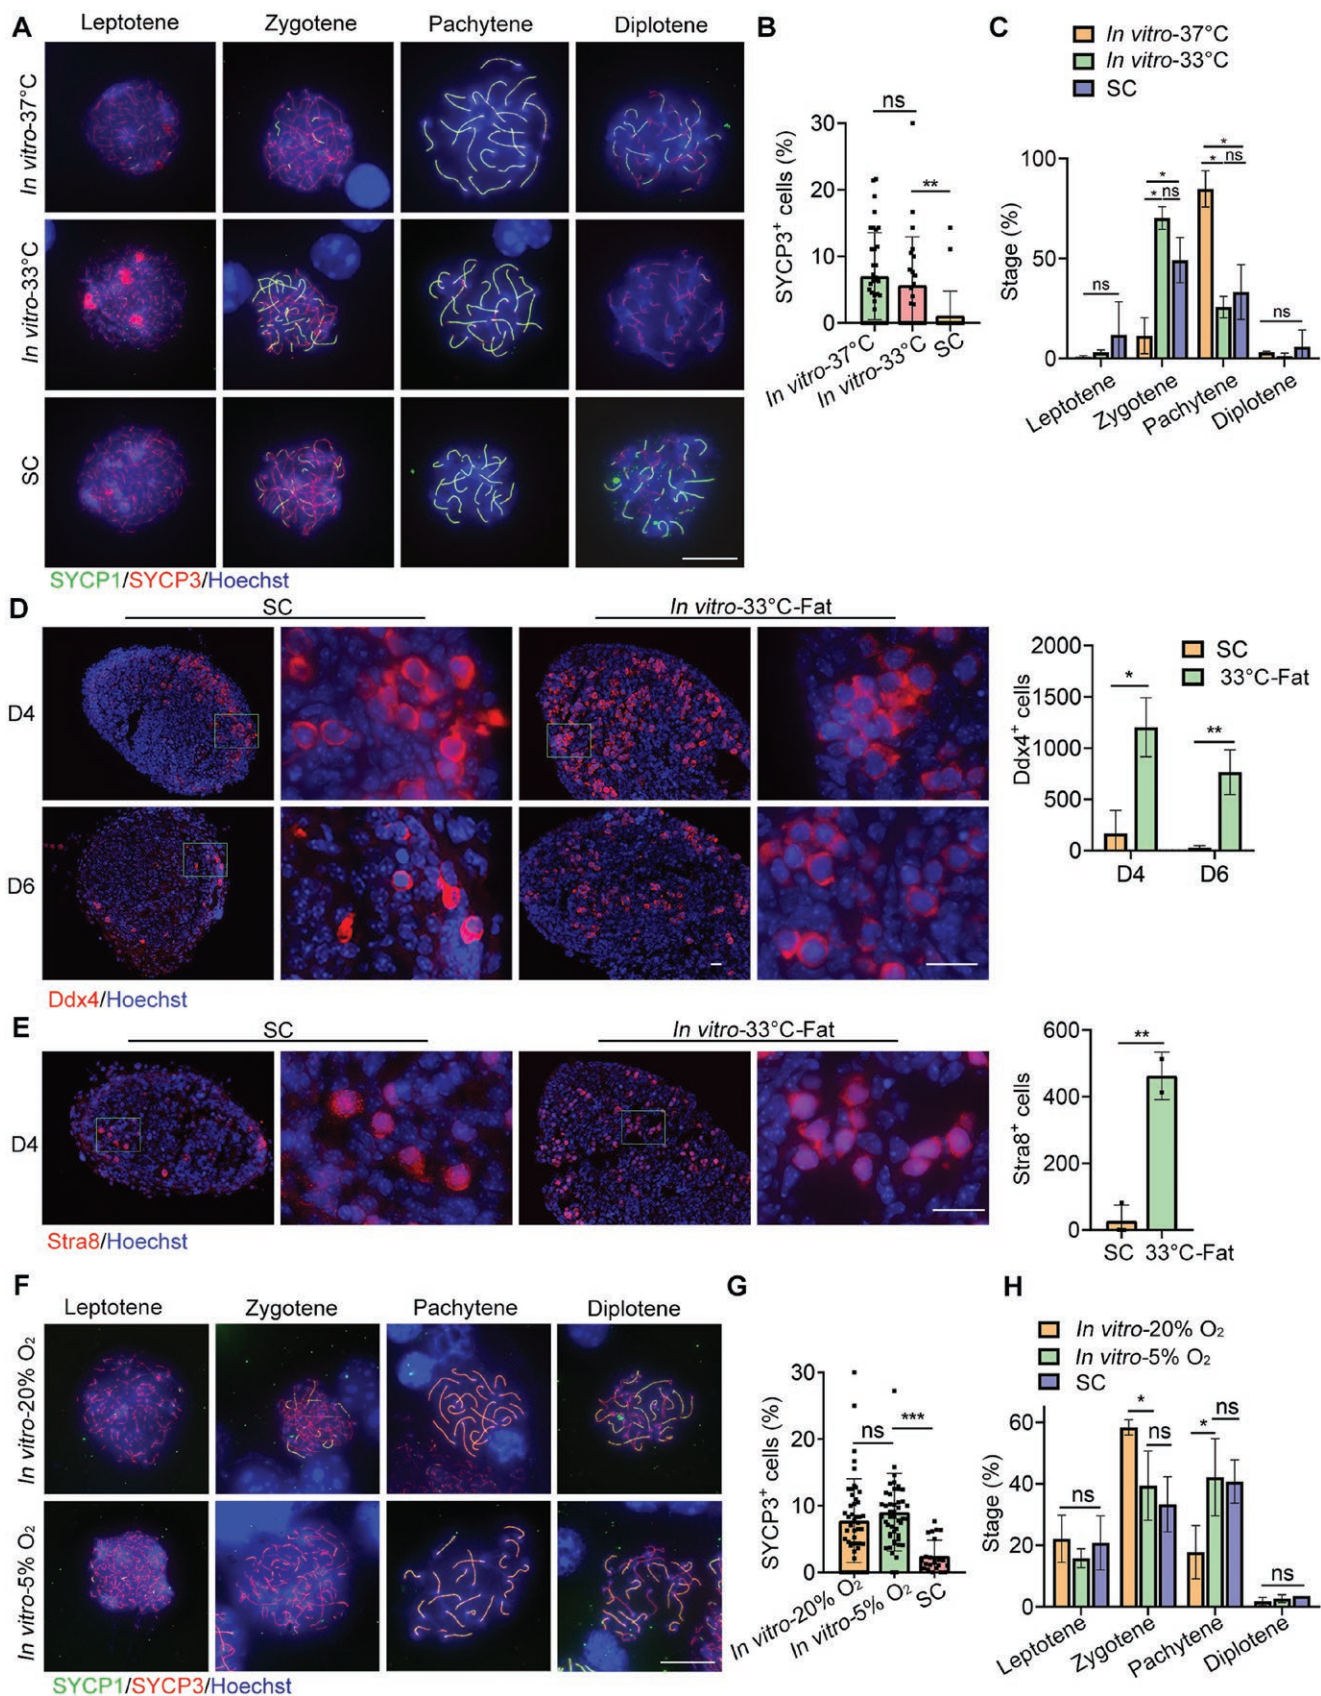 A
Leptotene
Zygotene
Pachytene
Diplotene
In vitro-37°C
In vitro-33°C
SC
SYCP1/SYCP3/Hoechst
B
ns
**
30
20
10
0
SYCP3+ cells (%)
In vitro-37°C
In vitro-33°C
SC
C
In vitro-37°C
In vitro-33°C
SC
100
50
0
Stage (%)
ns
*
* ns
*
* ns
ns
Leptotene
Zygotene
Pachytene
Diplotene
D
SC
In vitro-33°C-Fat
D4
D6
Ddx4/Hoechst
2000
1500
1000
500
0
Ddx4+ cells
SC
33°C-Fat
*
**
D4
D6
E
SC
In vitro-33°C-Fat
D4
Stra8/Hoechst
600
400
200
0
Stra8+ cells
**
SC
33°C-Fat
F
Leptotene
Zygotene
Pachytene
Diplotene
In vitro-20% O₂
In vitro-5% O₂
SYCP1/SYCP3/Hoechst
G
30
20
10
0
SYCP3+ cells (%)
ns
***
In vitro-20% O₂
In vitro-5% O₂
SC
H
In vitro-20% O₂
In vitro-5% O₂
SC
60
40
20
0
Stage (%)
ns
*
ns
*
ns
ns
Leptotene
Zygotene
Pachytene
Diplotene